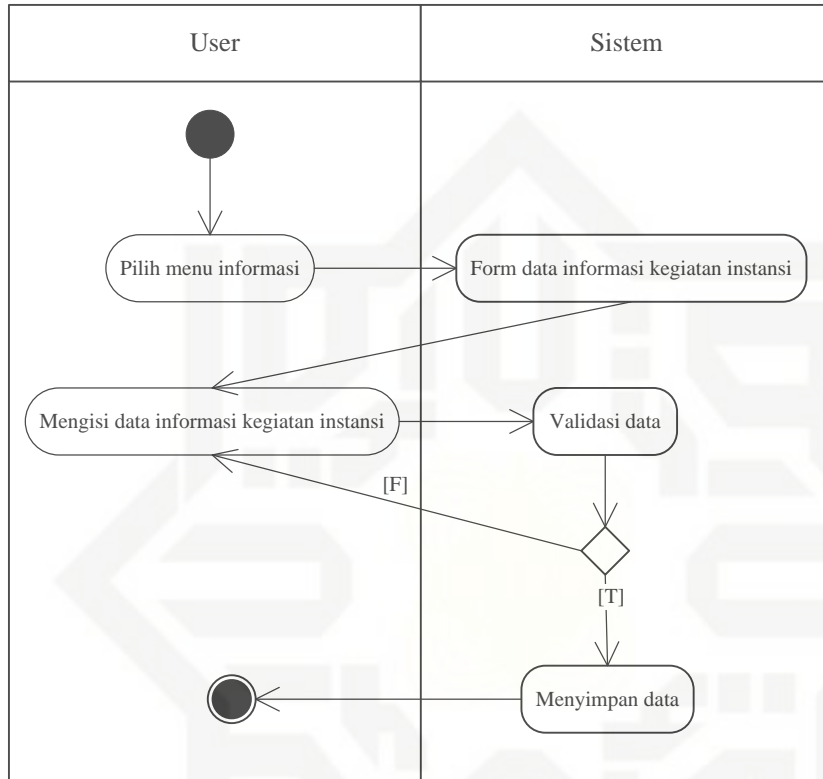 User
Sistem
Pilih menu informasi
Form data informasi kegiatan instansi
Mengisi data informasi kegiatan instansi
Validasi data
[F]
[T]
Menyimpan data